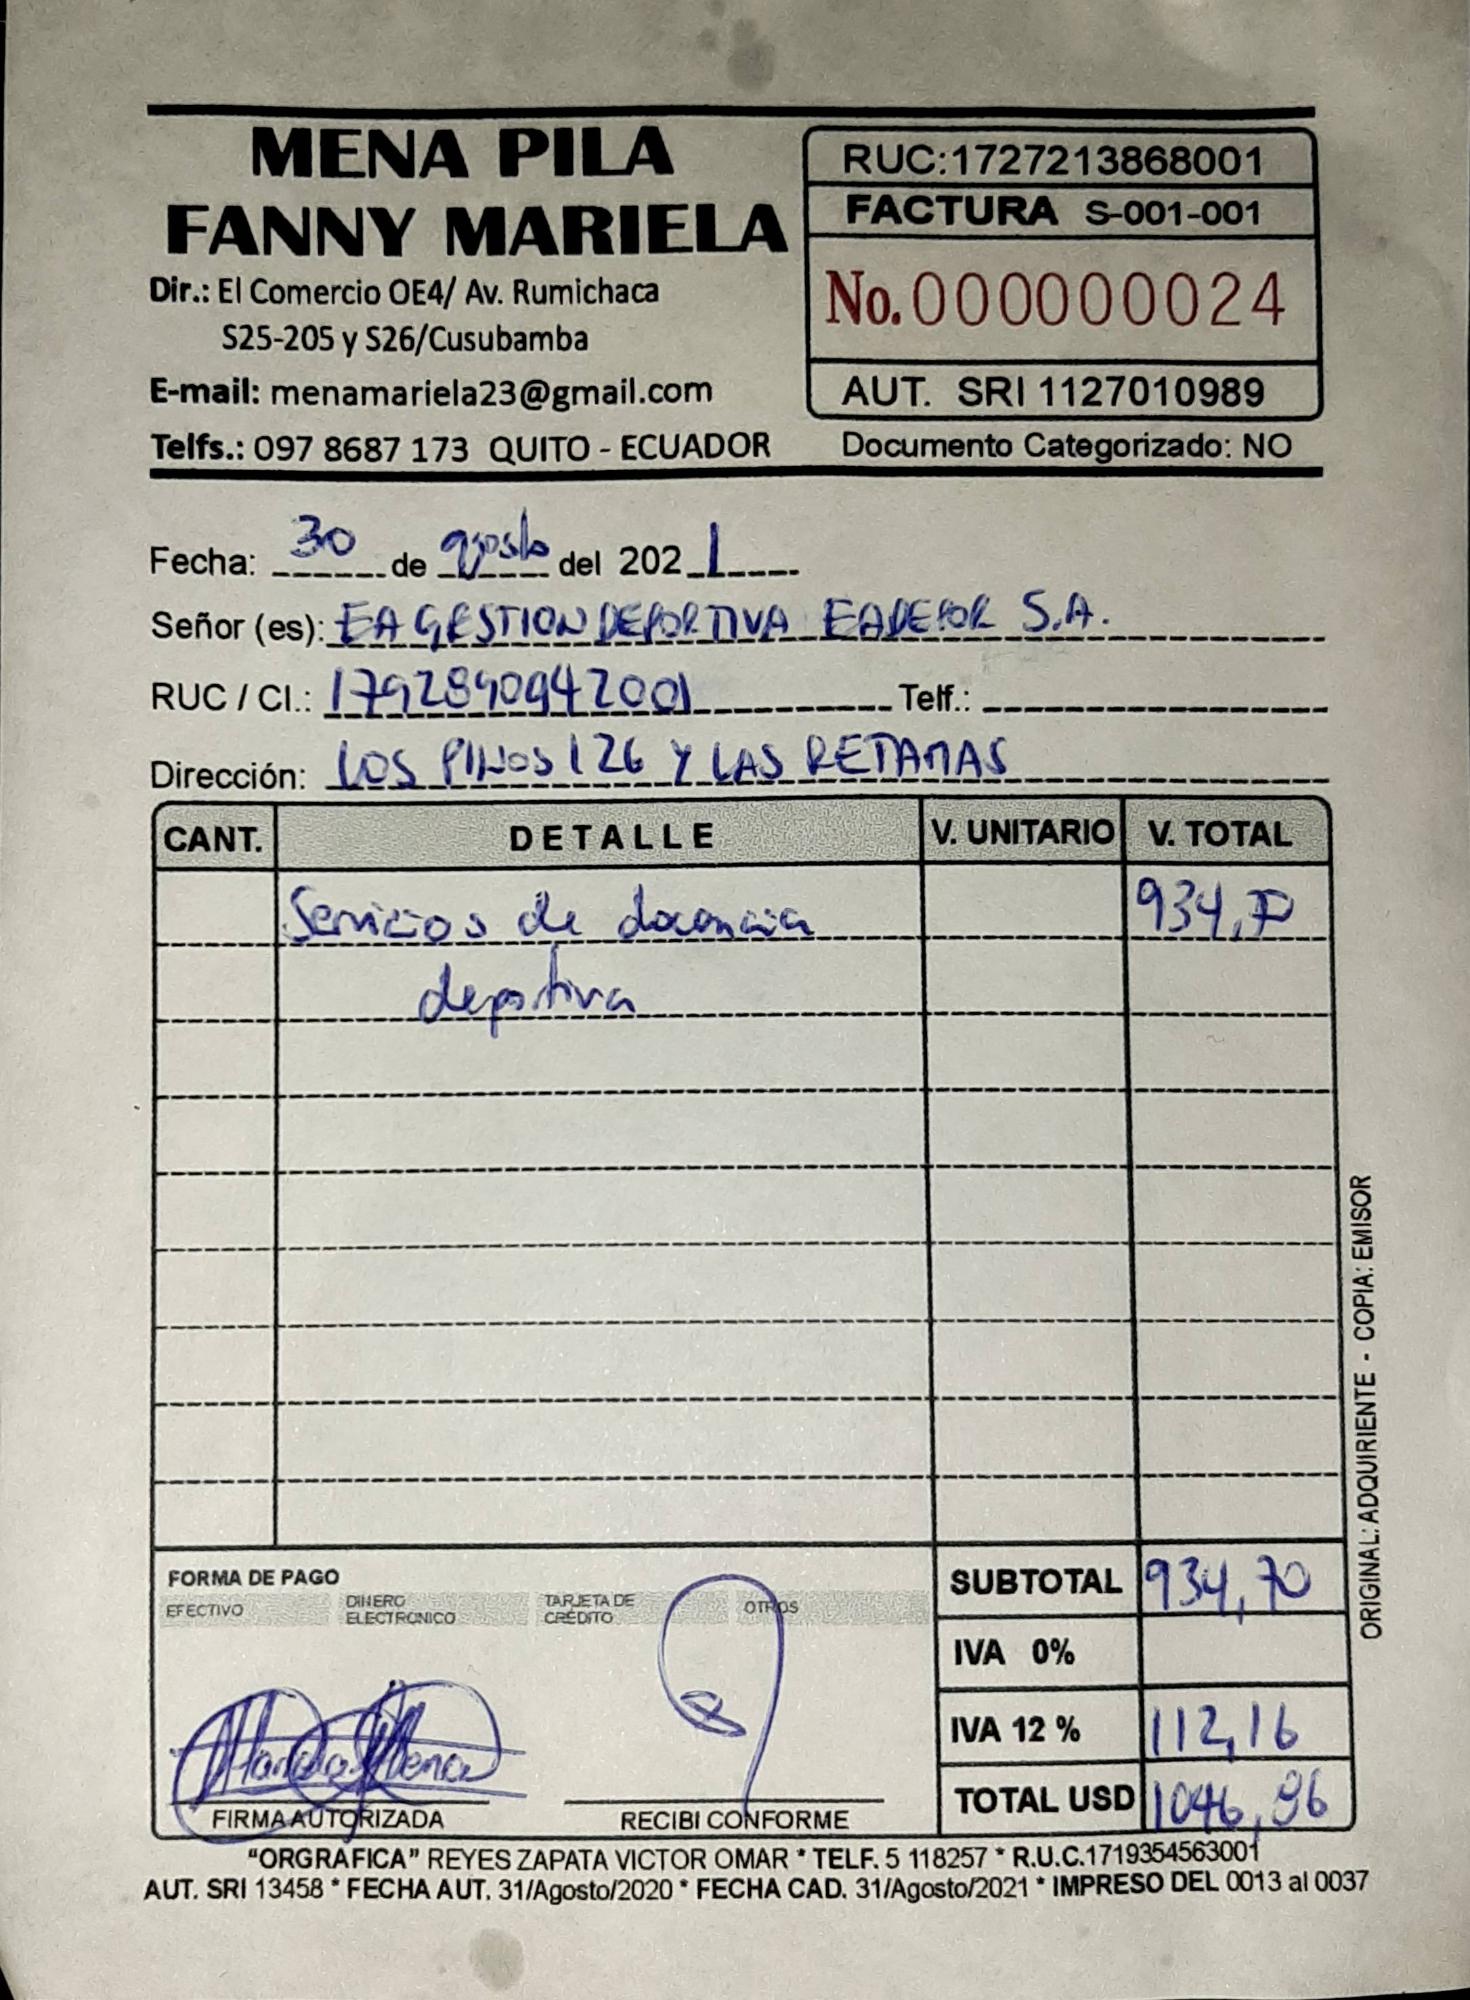 MENA PILA
FANNY MARIELA
Dir.: El Comercio OE4/ Av. Rumichaca
S25-205 y S26/Cusubamba
E-mail: menamariela23@gmail.com
Telfs.: 097 8687 173 QUITO - ECUADOR
RUC:1727213868001
FACTURA S-001-001
No. 000000024
AUT. SRI 1127010989
Documento Categorizado: NO
Fecha: 30 de agosto del 2021
Señor (es): EA GESTION DEPORTIVA EADEPOR S.A.
RUC / CI.: 17928940942001 Telf.:
Dirección: LOS PINOS 126 Y LAS RETAMAS
CANT. DETALLE V. UNITARIO V. TOTAL
Servicios de docencia 934,70
deportiva
FORMA DE PAGO
EFECTIVO DINERO ELECTRONICO TARJETA DE CRÉDITO OTROS
SUBTOTAL 934,70
IVA 0%
IVA 12 % 112,16
TOTAL USD 1046,86
Mariela Mena
FIRMA AUTORIZADA RECIBI CONFORME
ORIGINAL: ADQUIRIENTE - COPIA: EMISOR
"ORGRAFICA" REYES ZAPATA VICTOR OMAR * TELF. 5 118257 * R.U.C.1719354563001
AUT. SRI 13458 * FECHA AUT. 31/Agosto/2020 * FECHA CAD. 31/Agosto/2021 * IMPRESO DEL 0013 al 0037